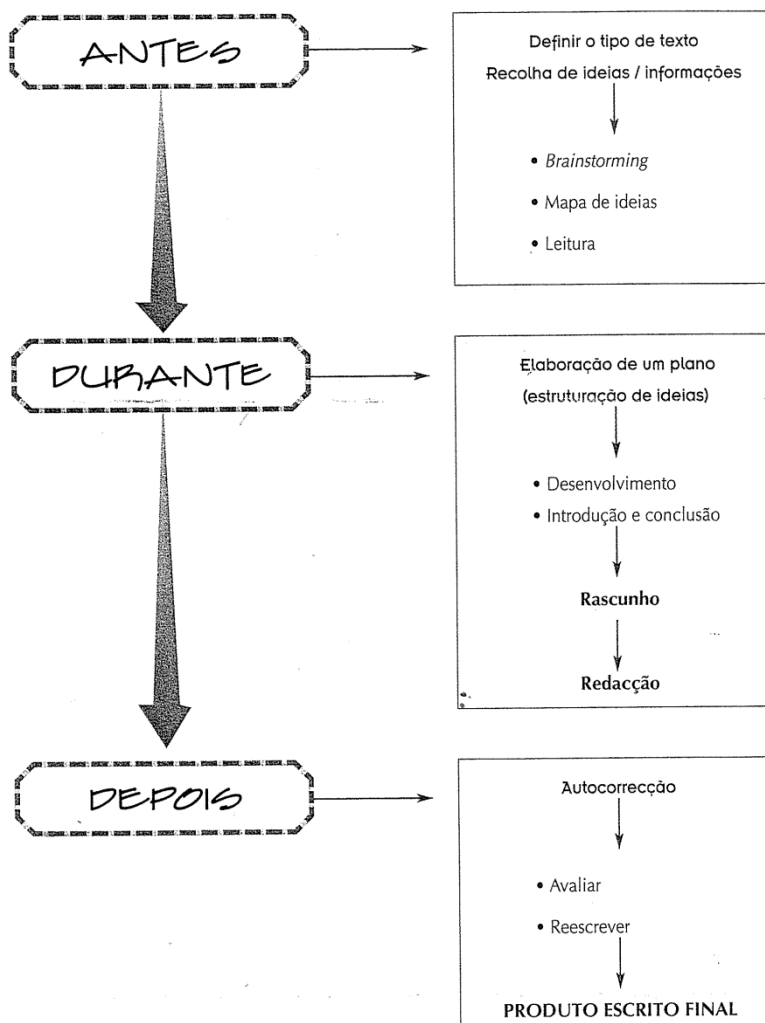 ANTES
Definir o tipo de texto
Recolha de ideias / informações
• Brainstorming
• Mapa de ideias
• Leitura
DURANTE
Elaboração de um plano
(estruturação de ideias)
• Desenvolvimento
• Introdução e conclusão
Rascunho
Redacção
DEPOIS
Autocorrecção
• Avaliar
• Reescrever
PRODUTO ESCRITO FINAL